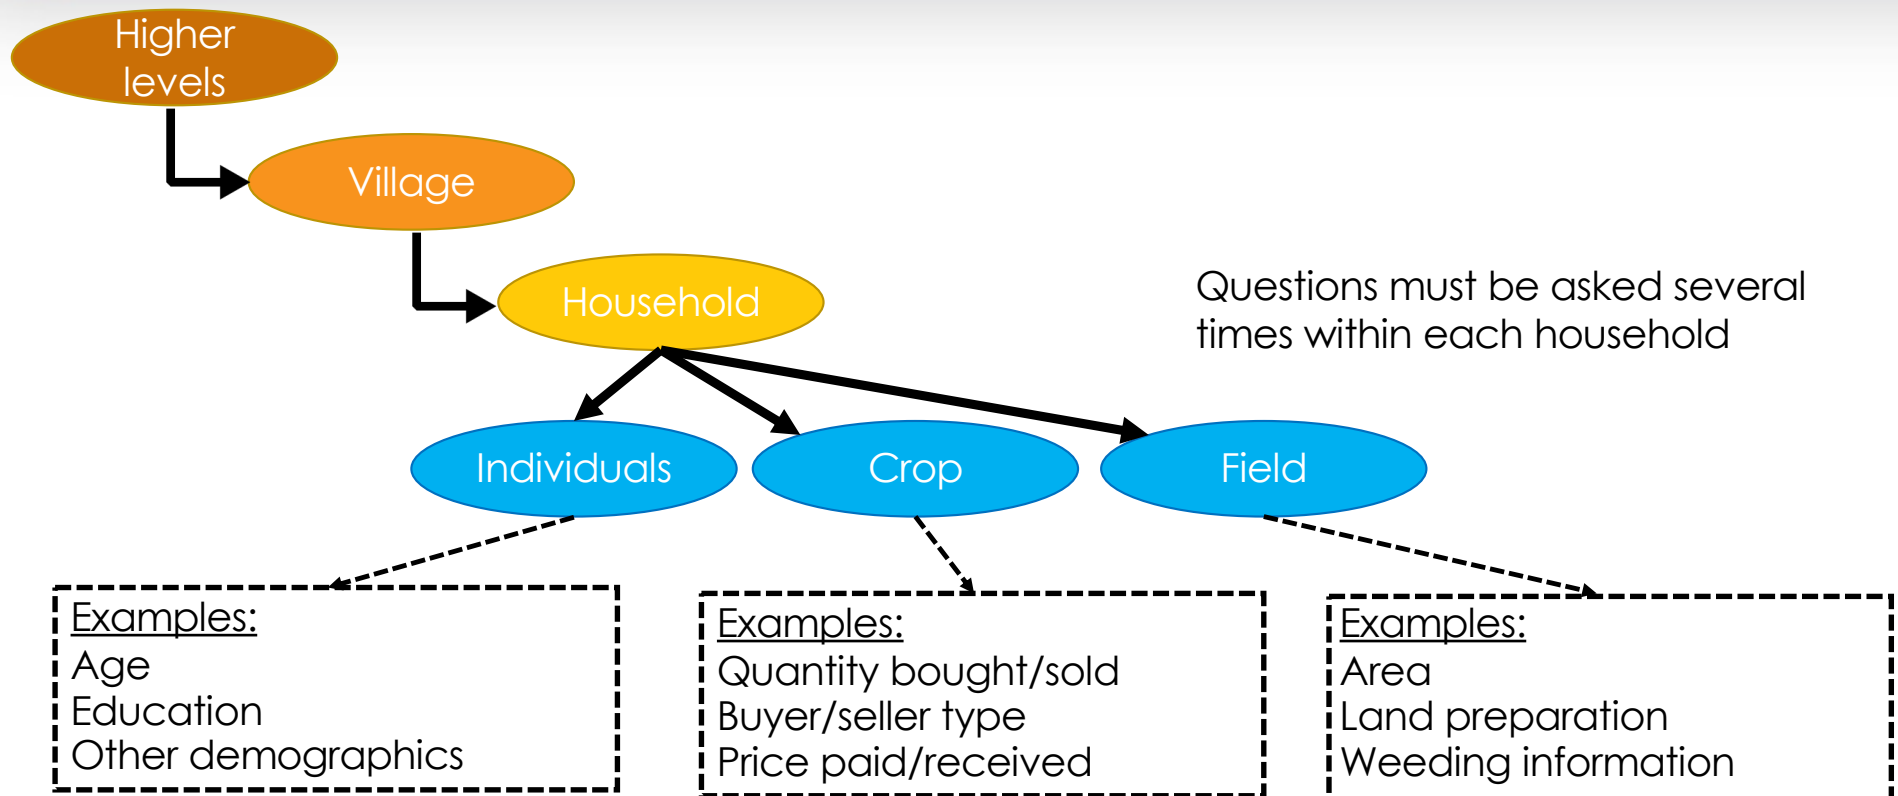 Higher
levels
Village
Household
Questions must be asked several
times within each household
Individuals
Crop
Field
Examples:
Age
Education
Other demographics
Examples:
Quantity bought/sold
Buyer/seller type
Price paid/received
Examples:
Area
Land preparation
Weeding information